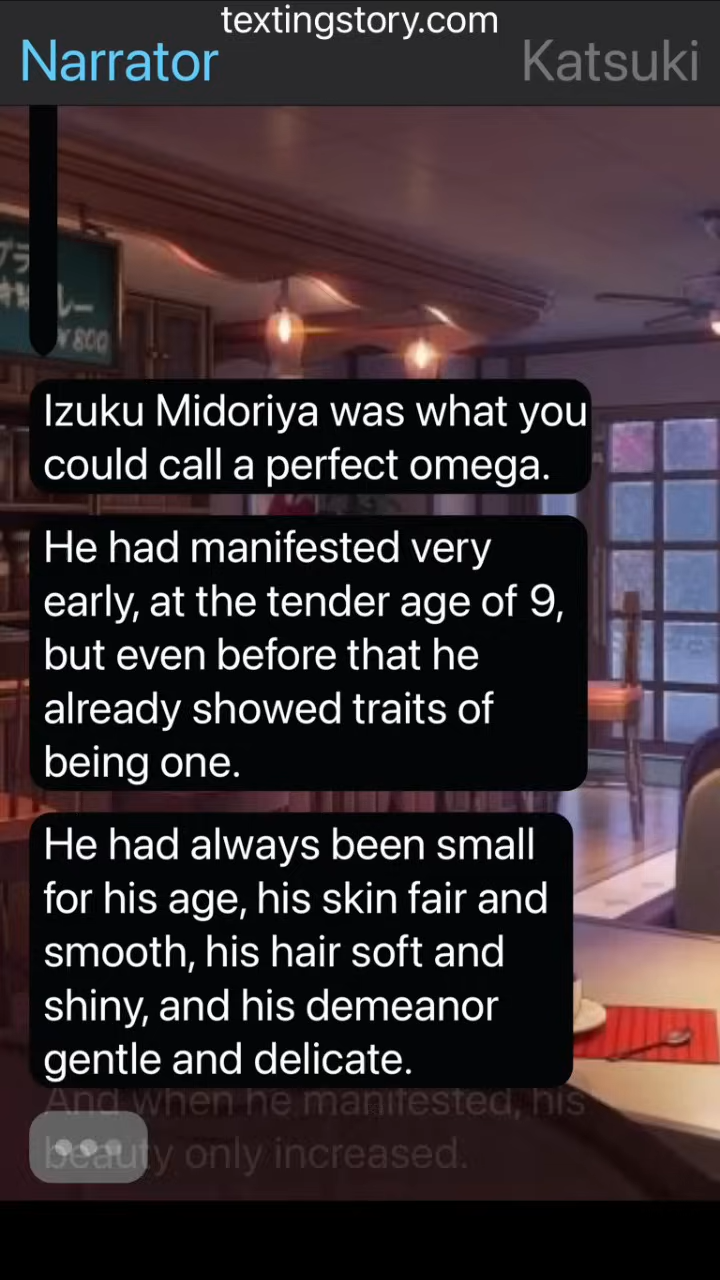 textingstory.com
Narrator
Katsuki
¥800
Izuku Midoriya was what you
could call a perfect omega.
He had manifested very
early, at the tender age of 9,
but even before that he
already showed traits of
being one.
He had always been small
for his age, his skin fair and
smooth, his hair soft and
shiny, and his demeanor
gentle and delicate.
And when he manifested, his
beauty only increased.